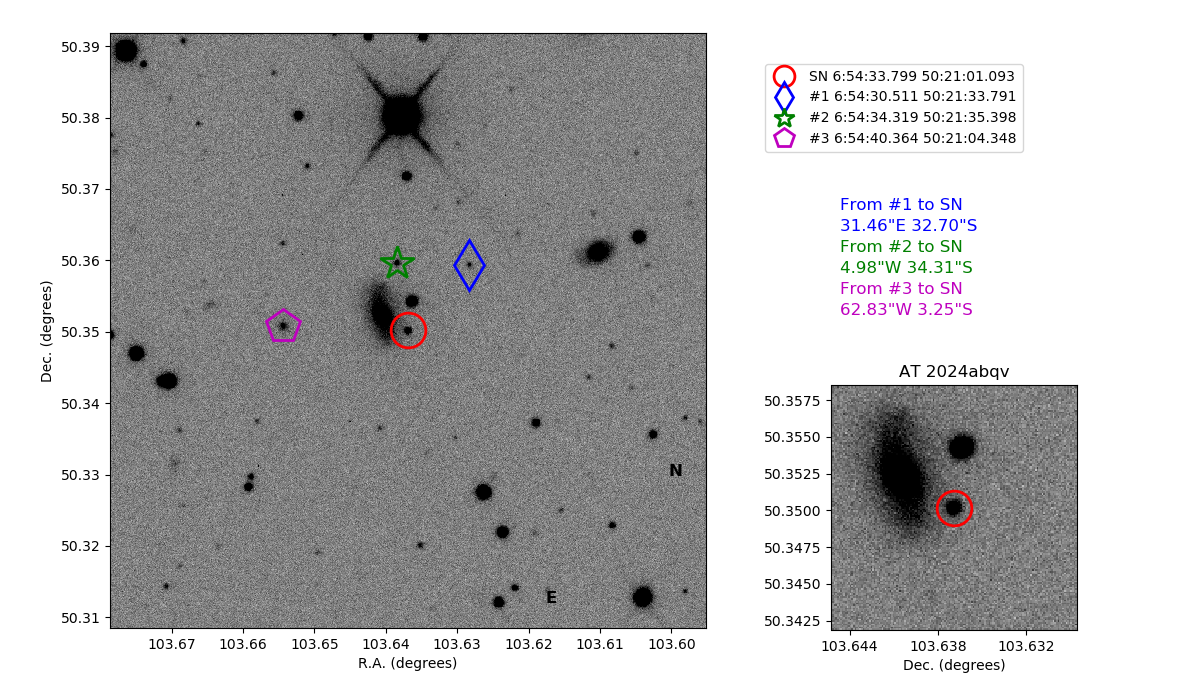 50.39
50.38
50.37
50.36
50.35
50.34
50.33
50.32
50.31
Dec. (degrees)
103.67 103.66 103.65 103.64 103.63 103.62 103.61 103.60
R.A. (degrees)
N
E
SN 6:54:33.799 50:21:01.093
#1 6:54:30.511 50:21:33.791
#2 6:54:34.319 50:21:35.398
#3 6:54:40.364 50:21:04.348
From #1 to SN
31.46"E 32.70"S
From #2 to SN
4.98"W 34.31"S
From #3 to SN
62.83"W 3.25"S
AT 2024abqv
50.3575
50.3550
50.3525
50.3500
50.3475
50.3450
50.3425
103.644 103.638 103.632
Dec. (degrees)